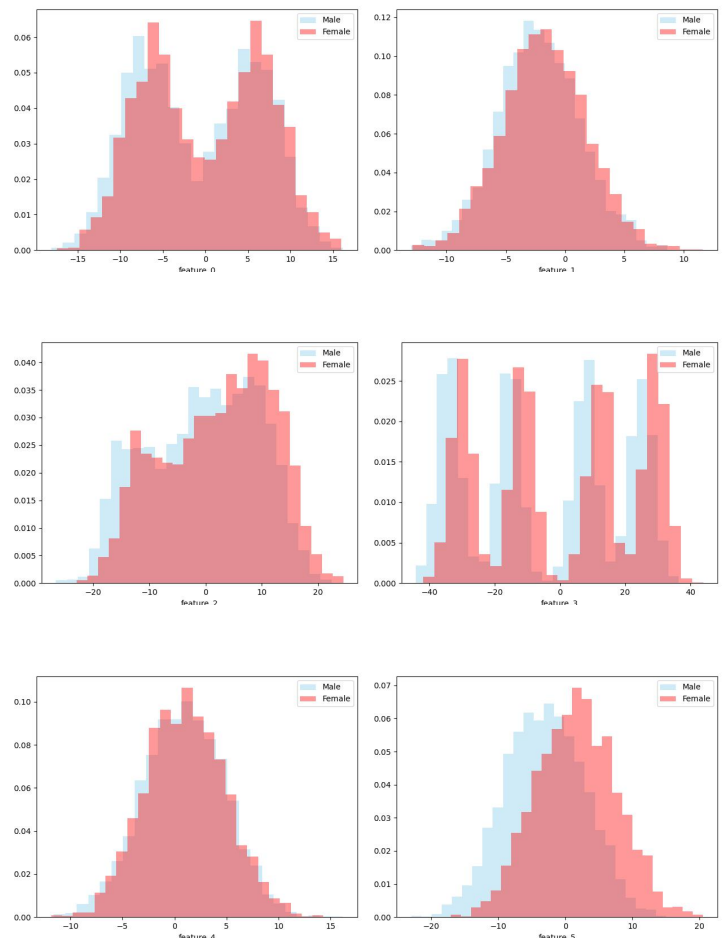 0.06
0.05
0.04
0.03
0.02
0.01
0.00
−15 −10 −5 0 5 10 15
feature_0
Male
Female
0.12
0.10
0.08
0.06
0.04
0.02
0.00
−10 −5 0 5 10
feature_1
Male
Female
0.040
0.035
0.030
0.025
0.020
0.015
0.010
0.005
0.000
−20 −10 0 10 20
feature_2
Male
Female
0.025
0.020
0.015
0.010
0.005
0.000
−40 −20 0 20 40
feature_3
Male
Female
0.10
0.08
0.06
0.04
0.02
0.00
−10 −5 0 5 10 15
feature_4
Male
Female
0.07
0.06
0.05
0.04
0.03
0.02
0.01
0.00
−20 −15 −10 −5 0 5 10 15 20
feature_5
Male
Female